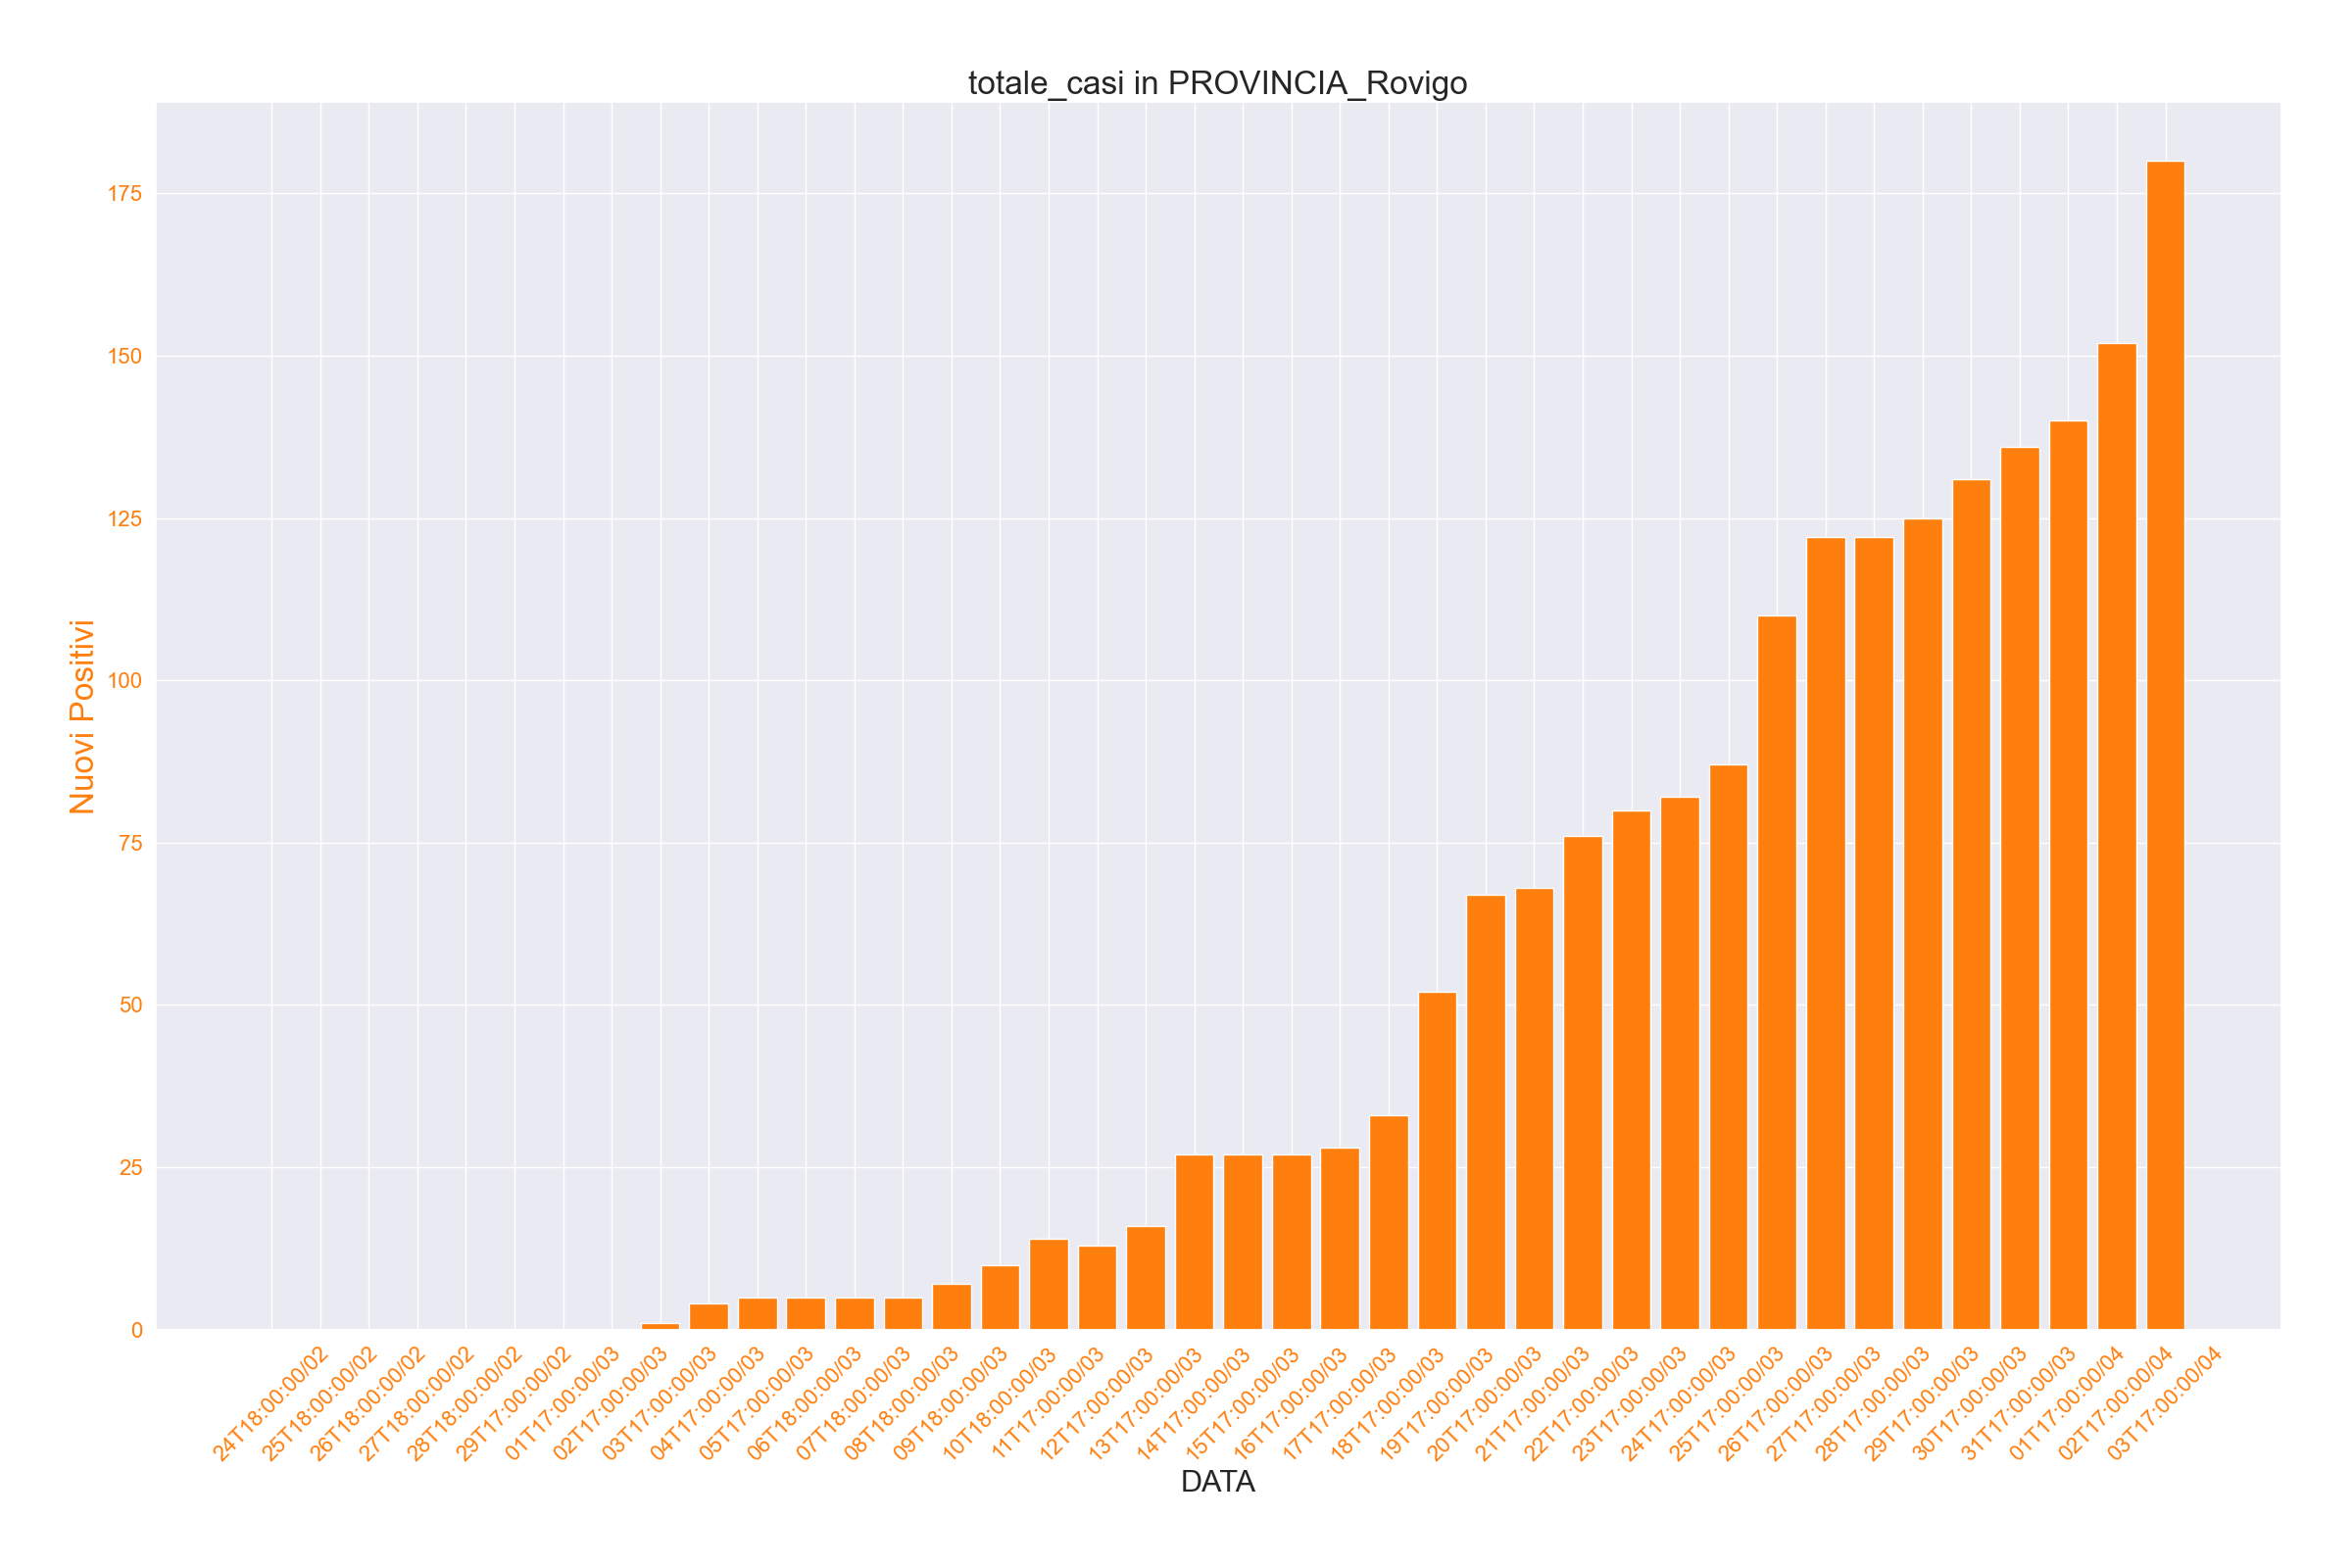 totale_casi in PROVINCIA_Rovigo
175
150
125
100
75
50
25
0
Nuovi Positivi
24T18:00:00/02
25T18:00:00/02
26T18:00:00/02
27T18:00:00/02
28T18:00:00/02
29T17:00:00/02
01T17:00:00/03
02T17:00:00/03
03T17:00:00/03
04T17:00:00/03
05T17:00:00/03
06T18:00:00/03
07T18:00:00/03
08T18:00:00/03
09T18:00:00/03
10T18:00:00/03
11T17:00:00/03
12T17:00:00/03
13T17:00:00/03
14T17:00:00/03
15T17:00:00/03
16T17:00:00/03
17T17:00:00/03
18T17:00:00/03
19T17:00:00/03
20T17:00:00/03
21T17:00:00/03
22T17:00:00/03
23T17:00:00/03
24T17:00:00/03
25T17:00:00/03
26T17:00:00/03
27T17:00:00/03
28T17:00:00/03
29T17:00:00/03
30T17:00:00/03
31T17:00:00/03
01T17:00:00/04
02T17:00:00/04
03T17:00:00/04
DATA